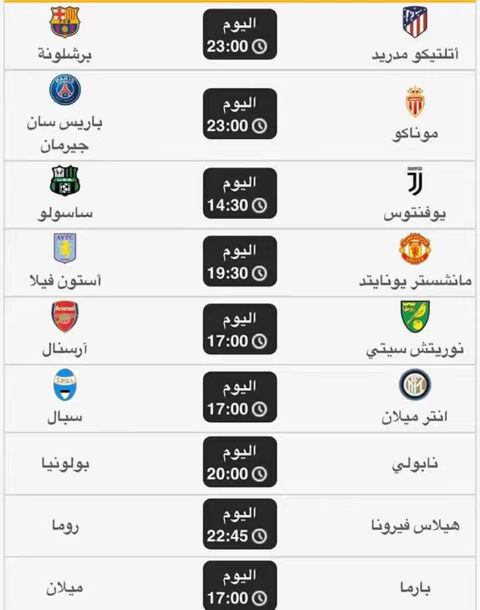 أتلتيكو مدريد
اليوم
23:00
برشلونة
موناكو
اليوم
23:00
باريس سان
جيرمان
يوفنتوس
اليوم
14:30
ساسولو
مانشستر يونايتد
اليوم
19:30
أستون فيلا
نوريتش سيتي
اليوم
17:00
أرسنال
انتر ميلان
اليوم
17:00
سبال
نابولي
اليوم
20:00
بولونيا
هيلاس فيرونا
اليوم
22:45
روما
بارما
اليوم
17:00
ميلان